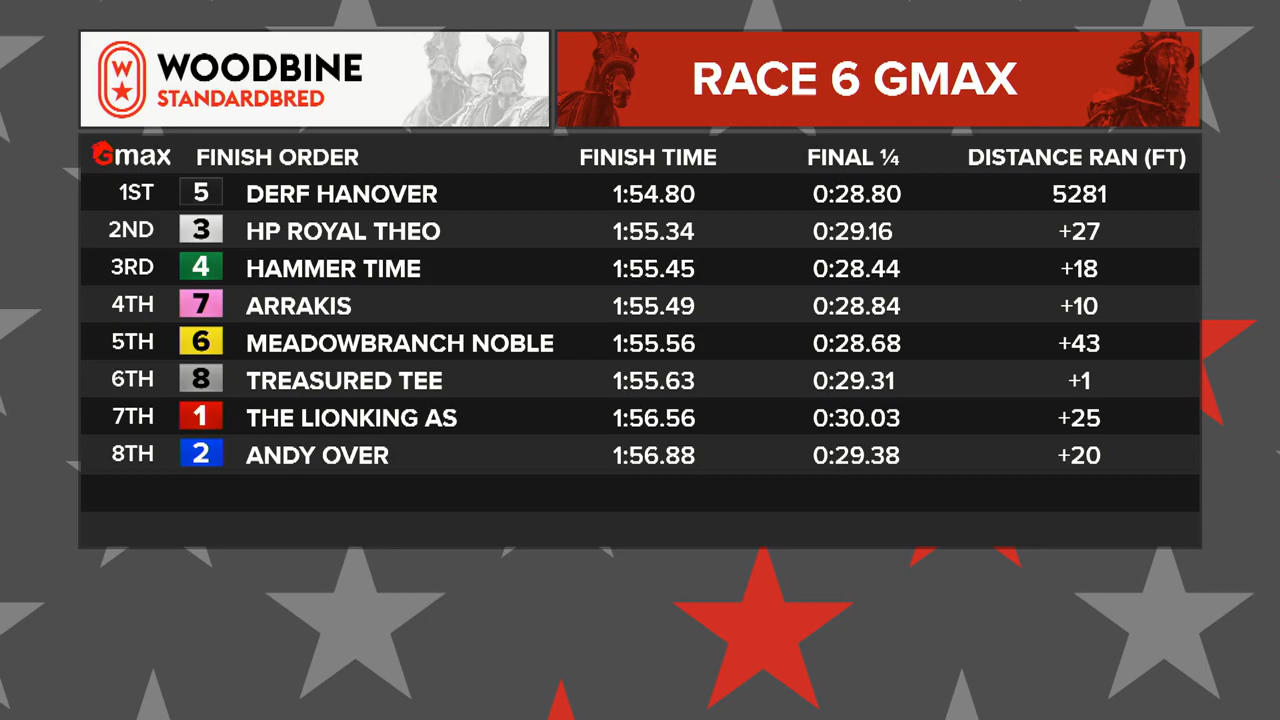 W WOODBINE
STANDARDBRED
RACE 6 GMAX
Gmax FINISH ORDER FINISH TIME FINAL ¼ DISTANCE RAN (FT)
1ST 5 DERF HANOVER 1:54.80 0:28.80 5281
2ND 3 HP ROYAL THEO 1:55.34 0:29.16 +27
3RD 4 HAMMER TIME 1:55.45 0:28.44 +18
4TH 7 ARRAKIS 1:55.49 0:28.84 +10
5TH 6 MEADOWBRANCH NOBLE 1:55.56 0:28.68 +43
6TH 8 TREASURED TEE 1:55.63 0:29.31 +1
7TH 1 THE LIONKING AS 1:56.56 0:30.03 +25
8TH 2 ANDY OVER 1:56.88 0:29.38 +20